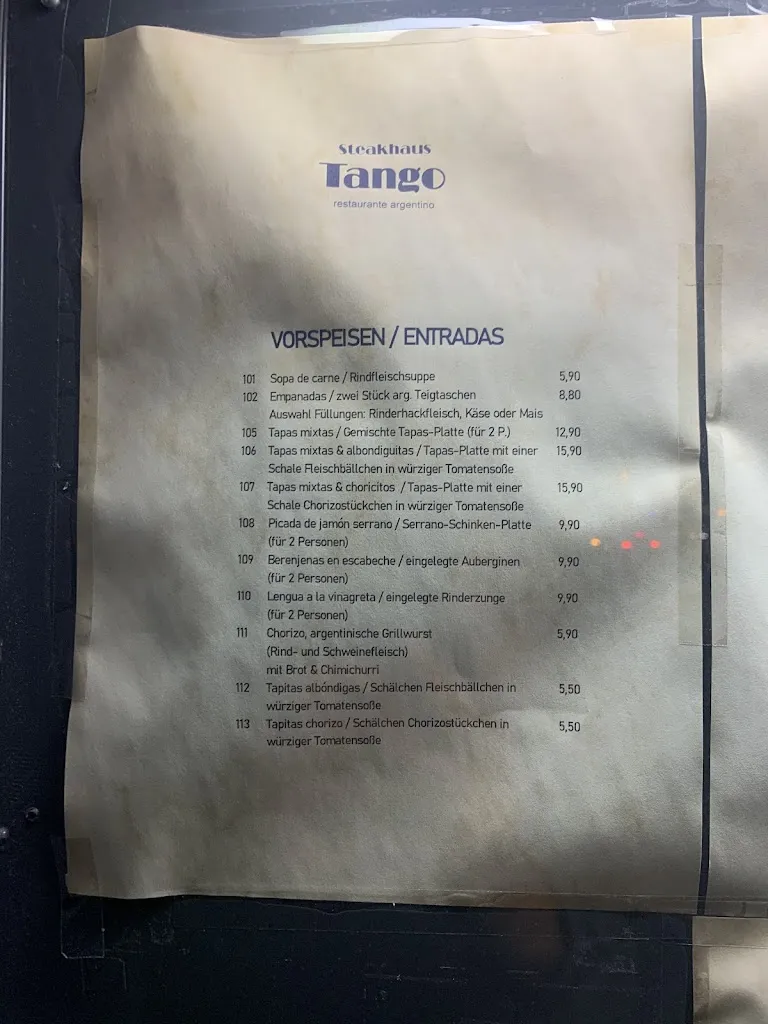 Steakhaus
Tango
restaurante argentino
VORSPEISEN / ENTRADAS
101 Sopa de carne / Rindfleischsuppe 5,90
102 Empanadas / zwei Stück arg. Teigtaschen 8,80
Auswahl Füllungen: Rinderhackfleisch, Käse oder Mais
105 Tapas mixtas / Gemischte Tapas-Platte (für 2 P.) 12,90
106 Tapas mixtas & albondiguitas / Tapas-Platte mit einer 15,90
Schale Fleischbällchen in würziger Tomatensoße
107 Tapas mixtas & choricitos / Tapas-Platte mit einer 15,90
Schale Chorizostückchen in würziger Tomatensoße
108 Picada de jamón serrano / Serrano-Schinken-Platte 9,90
(für 2 Personen)
109 Berenjenas en escabeche / eingelegte Auberginen 9,90
(für 2 Personen)
110 Lengua a la vinagreta / eingelegte Rinderzunge 9,90
(für 2 Personen)
111 Chorizo, argentinische Grillwurst 5,90
(Rind- und Schweinefleisch)
mit Brot & Chimichurri
112 Tapitas albóndigas / Schälchen Fleischbällchen in 5,50
würziger Tomatensoße
113 Tapitas chorizo / Schälchen Chorizostückchen in 5,50
würziger Tomatensoße